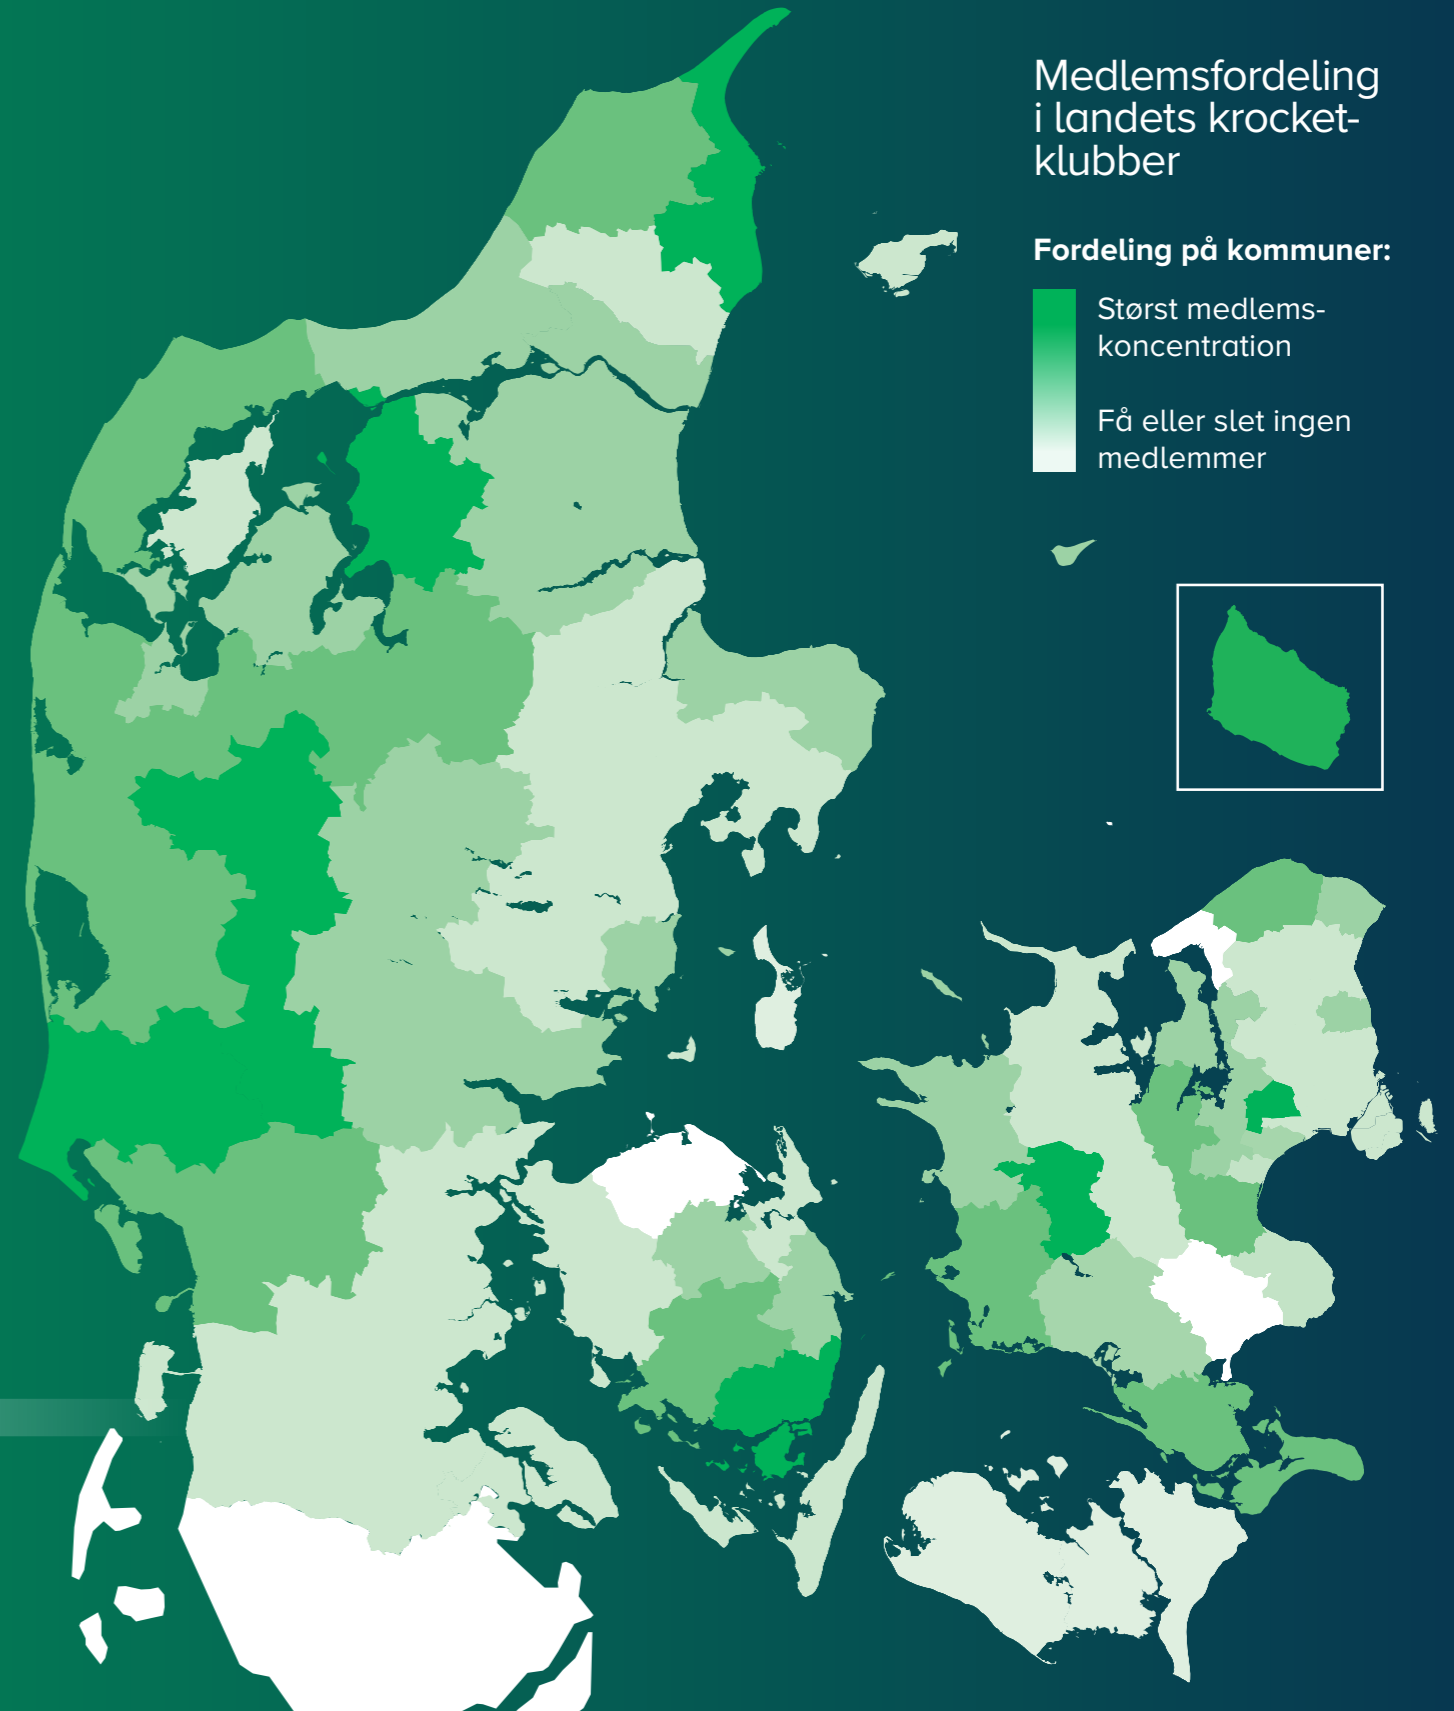 Medlemsfordeling
i landets krocket-
klubber
Fordeling på kommuner:
Størst medlems-
koncentration
Få eller slet ingen
medlemmer